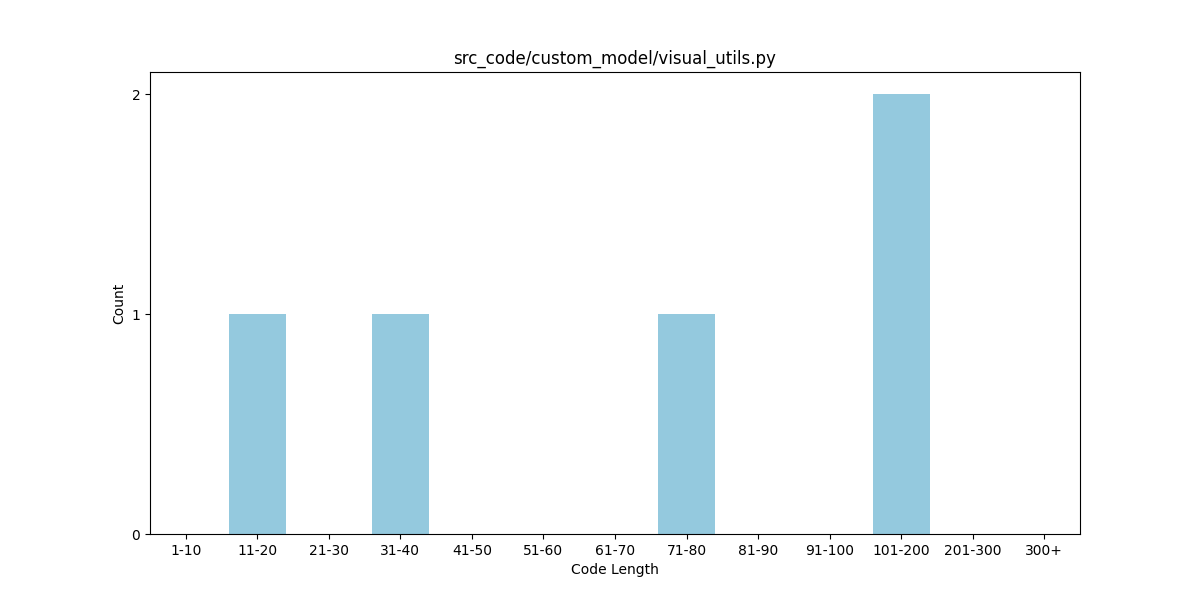 src_code/custom_model/visual_utils.py
2
1
0
Count
1-10 11-20 21-30 31-40 41-50 51-60 61-70 71-80 81-90 91-100 101-200 201-300 300+
Code Length